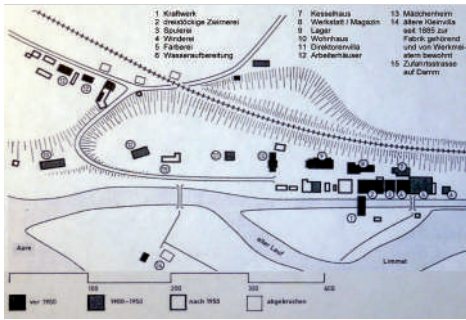 1 Kraftwerk
2 dreistöckige Zwirnerei
3 Spulerei
4 Winderei
5 Färberei
6 Wasseraufbereitung
7 Kesselhaus
8 Werkstatt / Magazin
9 Lager
10 Wohnhaus
11 Direktorenvilla
12 Arbeiterhäuser
13 Mädchenheim
14 ältere Kleinvilla
seit 1885 zur
Fabrik gehörend
und von Werkmei-
stern bewohnt
15 Zufahrtsstrasse
auf Damm
Aare
alter Lauf
Limmat
100
200
300
400
vor 1900
1900–1952
nach 1955
abgebrochen